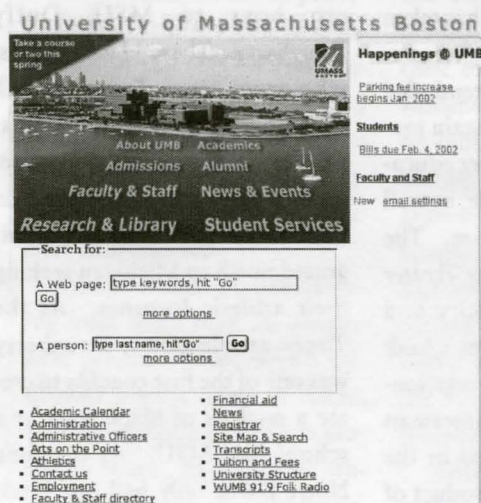 University of Massachusetts Boston
Take a course
or two this
spring
UMASS
BOSTON
About UMB Academics
Admissions Alumni
Faculty & Staff News & Events
Research & Library Student Services
Happenings @ UMB
Parking fee increase
begins Jan. 2002
Students
Bills due Feb. 4, 2002
Faculty and Staff
New email settings
Search for:
A Web page: type keywords, hit "Go"
Go
more options
A person: type last name, hit "Go" Go
more options
Academic Calendar
Administration
Administrative Officers
Arts on the Point
Athletics
Contact us
Employment
Faculty & Staff directory
Financial aid
News
Registrar
Site Map & Search
Transcripts
Tuition and Fees
University Structure
WUMB 91.9 Folk Radio